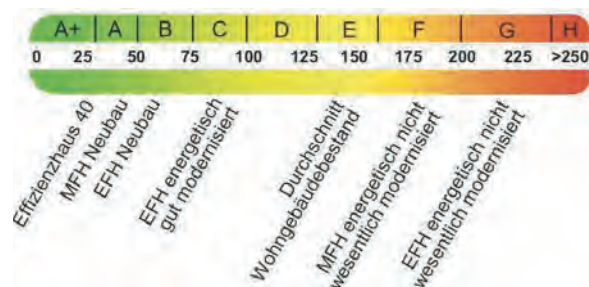 A+ A B C D E F G H
0 25 50 75 100 125 150 175 200 225 >250
Effizienzhaus 40
MFH Neubau
EFH Neubau
EFH energetisch
gut modernisiert
Durchschnitt
Wohngebäudebestand
MFH energetisch nicht
wesentlich modernisiert
EFH energetisch nicht
wesentlich modernisiert